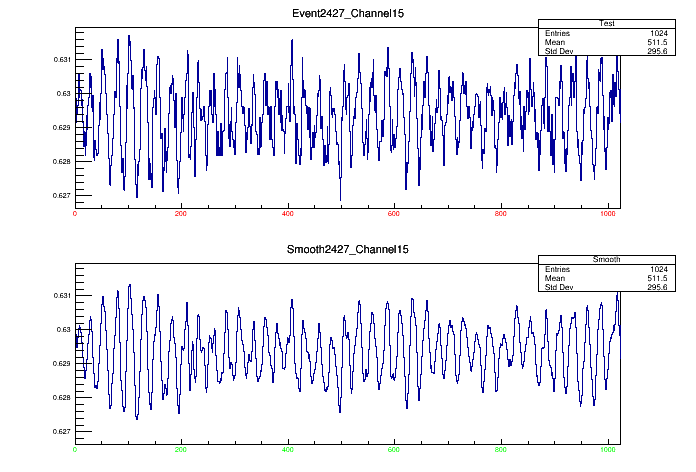 Event2427_Channel15
Test
Entries 1024
Mean 511.5
Std Dev 295.6
0.631
0.63
0.629
0.628
0.627
0 200 400 600 800 1000
Smooth2427_Channel15
Smooth
Entries 1024
Mean 511.5
Std Dev 295.6
0.631
0.63
0.629
0.628
0.627
0 200 400 600 800 1000